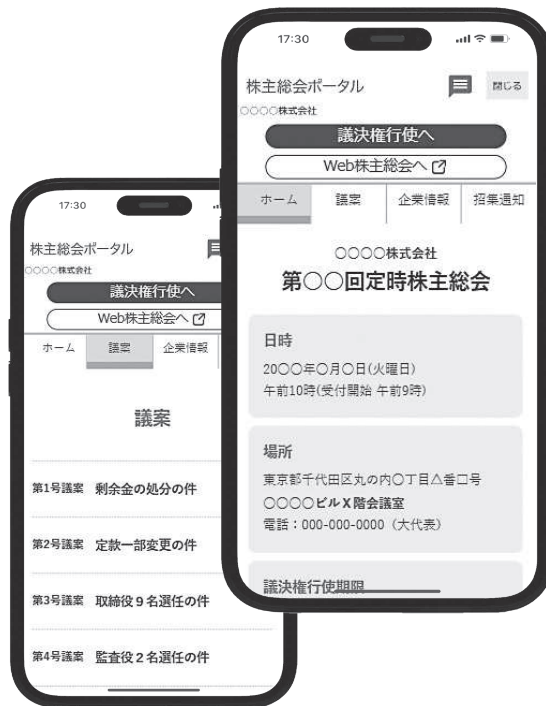 17:30
株主総会ポータル
閉じる
○○○○株式会社
議決権行使へ
Web株主総会へ
ホーム 議案 企業情報 招集通知
○○○○株式会社
第○○回定時株主総会
日時
20○○年○月○日(火曜日)
午前10時(受付開始 午前9時)
場所
東京都千代田区丸の内○丁目△番□号
○○○○ビルX階会議室
電話：000-000-0000（大代表）
議決権行使期限
17:30
株主総会ポータル
○○○○株式会社
議決権行使へ
Web株主総会へ
ホーム 議案 企業情報
議案
第1号議案 剰余金の処分の件
第2号議案 定款一部変更の件
第3号議案 取締役９名選任の件
第4号議案 監査役２名選任の件